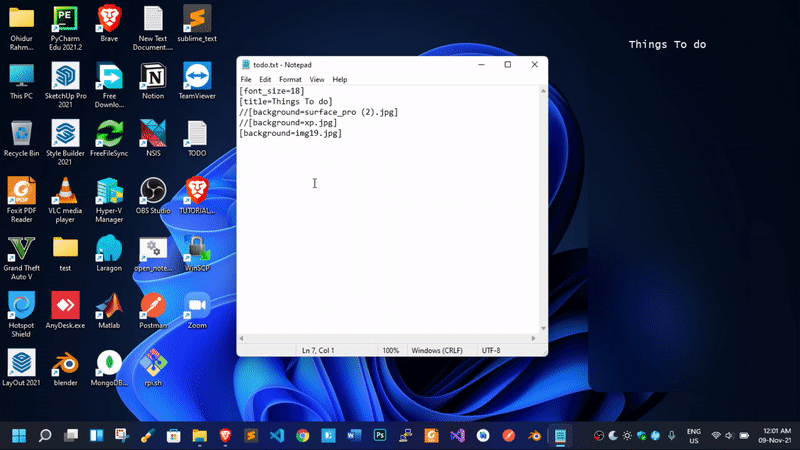 Things To do
todo.txt - Notepad
File Edit Format View Help
[font_size=18]
[title=Things To do]
//[background=surface_pro (2).jpg]
//[background=xp.jpg]
[background=img19.jpg]
Ln 7, Col 1 100% Windows (CRLF) UTF-8
Ohidur Rahm...
PyCharm Edu 2021.2
Brave
New Text Document...
sublime_text
This PC
SketchUp Pro 2021
Free Downlo...
Notion
TeamViewer
Recycle Bin
Style Builder 2021
FreeFileSync
NSIS
TODO
Foxit PDF Reader
VLC media player
Hyper-V Manager
OBS Studio
TUTORIAL...
Grand Theft Auto V
test
Laragon
open_note...
WinSCP
Hotspot Shield
AnyDesk.exe
Matlab
Postman
Zoom
LayOut 2021
blender
MongoDB...
rpi.sh
ENG
US
12:01 AM
09-Nov-21